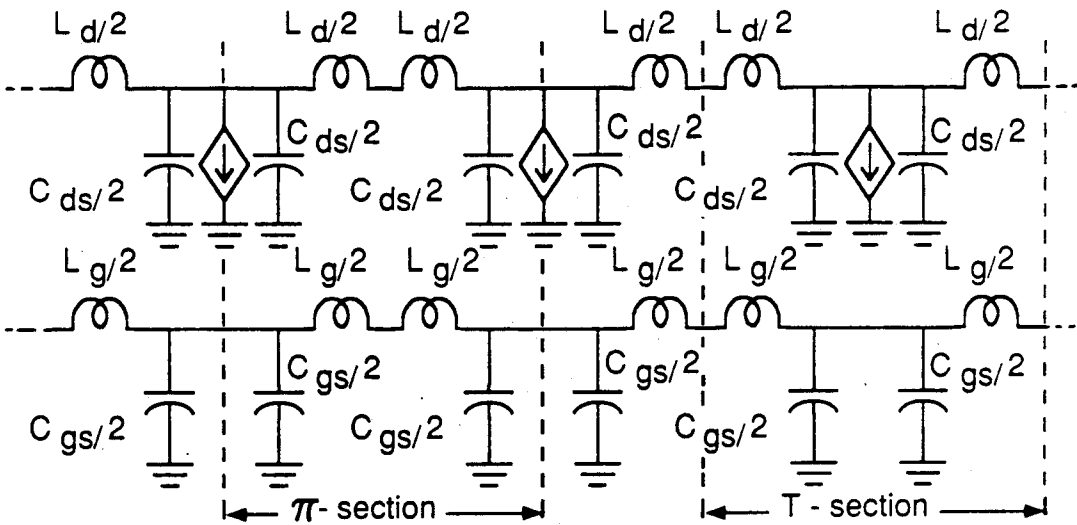 L d/2 L d/2 L d/2 L d/2 L d/2 L d/2
C ds/2 C ds/2 C ds/2
C ds/2 C ds/2 C ds/2
L g/2 L g/2 L g/2 L g/2 L g/2 L g/2
C gs/2 C gs/2 C gs/2
C gs/2 C gs/2 C gs/2
π- section T - section